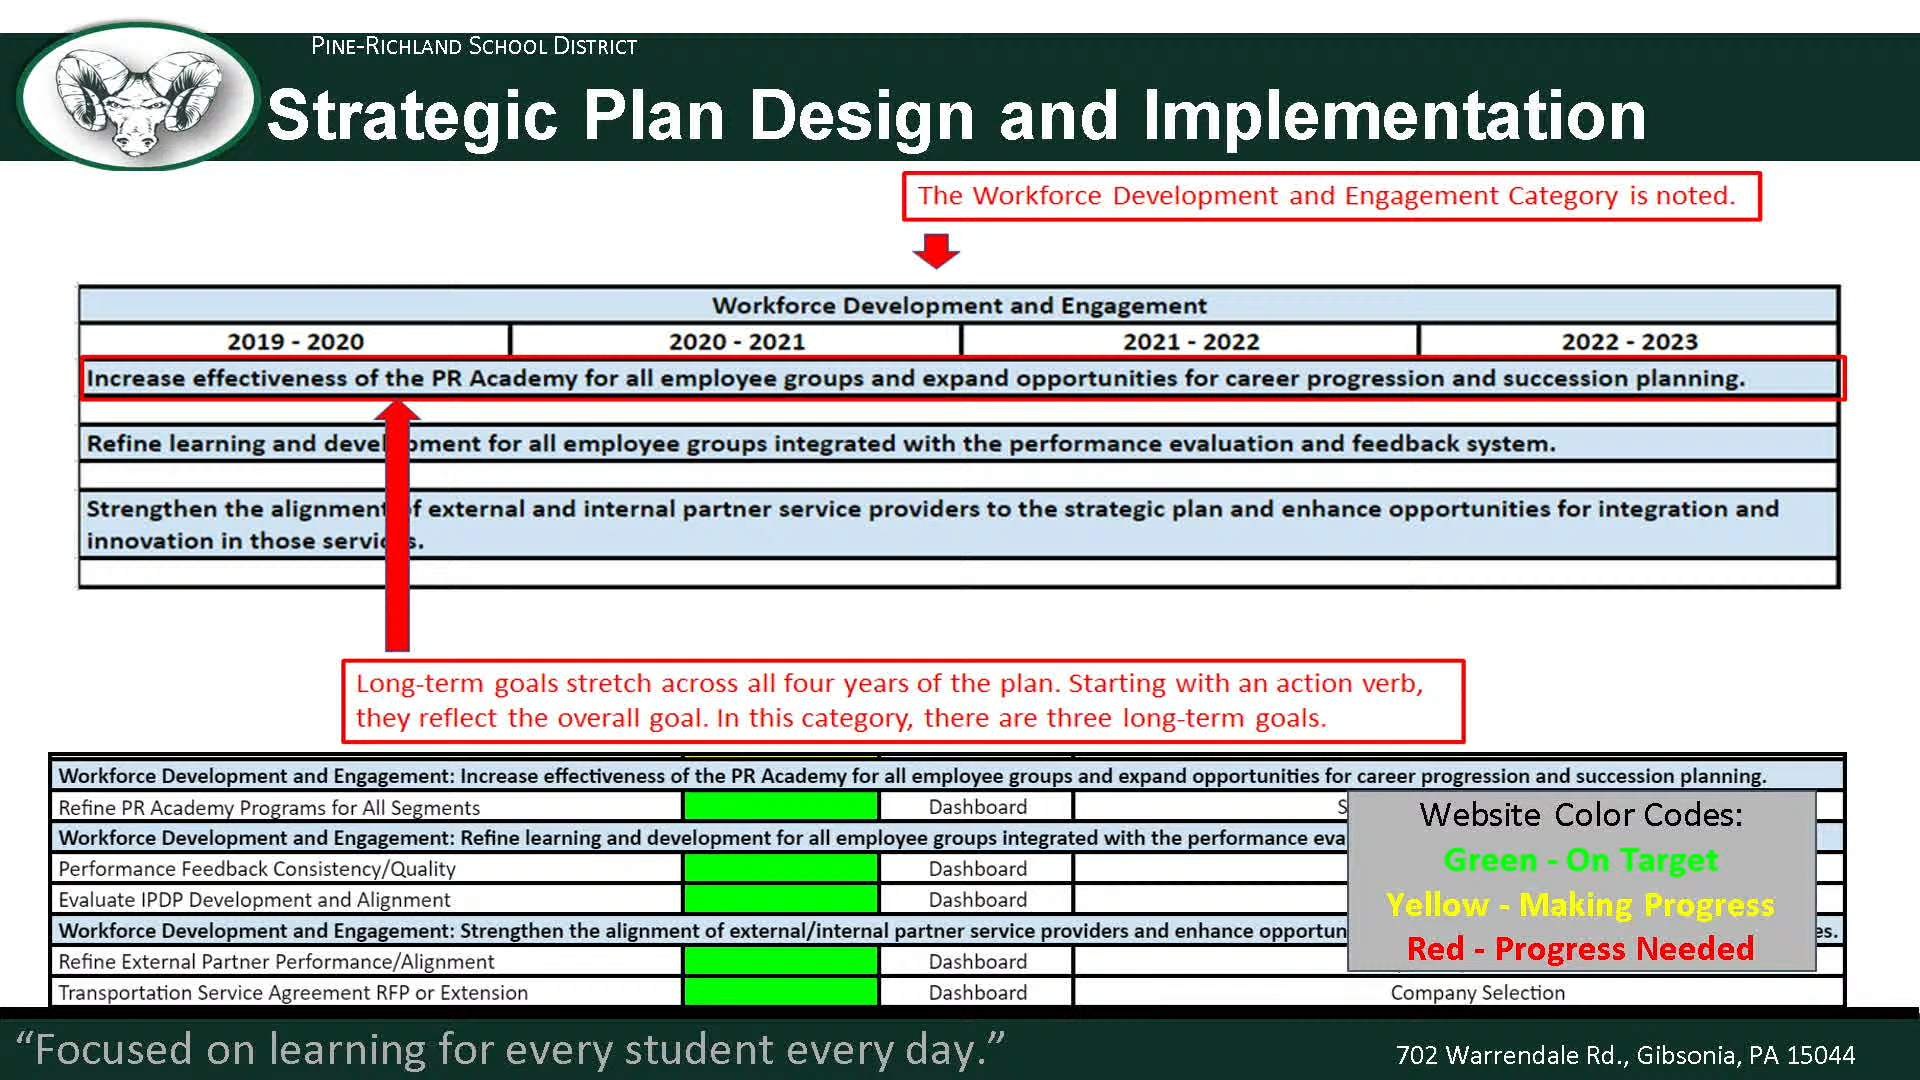 PINE-RICHLAND SCHOOL DISTRICT
Strategic Plan Design and Implementation
The Workforce Development and Engagement Category is noted.
Workforce Development and Engagement
2019 - 2020 2020 - 2021 2021 - 2022 2022 - 2023
Increase effectiveness of the PR Academy for all employee groups and expand opportunities for career progression and succession planning.
Refine learning and development for all employee groups integrated with the performance evaluation and feedback system.
Strengthen the alignment of external and internal partner service providers to the strategic plan and enhance opportunities for integration and
innovation in those services.
Long-term goals stretch across all four years of the plan. Starting with an action verb,
they reflect the overall goal. In this category, there are three long-term goals.
Workforce Development and Engagement: Increase effectiveness of the PR Academy for all employee groups and expand opportunities for career progression and succession planning.
Refine PR Academy Programs for All Segments Dashboard
Workforce Development and Engagement: Refine learning and development for all employee groups integrated with the performance
Performance Feedback Consistency/Quality Dashboard
Evaluate IPDP Development and Alignment Dashboard
Workforce Development and Engagement: Strengthen the alignment of external/internal partner service providers and enhance
Refine External Partner Performance/Alignment Dashboard
Transportation Service Agreement RFP or Extension Dashboard Company Selection
Website Color Codes:
Green - On Target
Yellow - Making Progress
Red - Progress Needed
“Focused on learning for every student every day.”
702 Warrendale Rd., Gibsonia, PA 15044